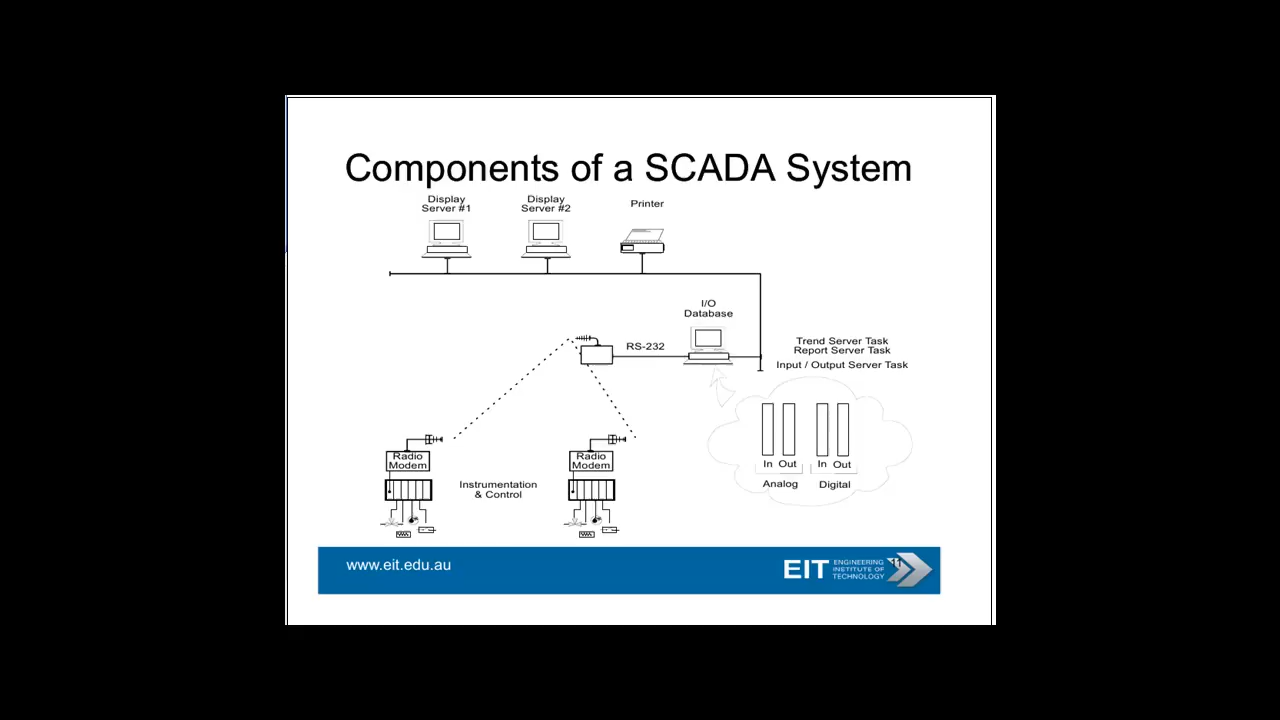 Components of a SCADA System
Display
Server #1
Display
Server #2
Printer
I/O
Database
RS-232
Trend Server Task
Report Server Task
Input / Output Server Task
In Out
In Out
Analog
Digital
Radio
Modem
Radio
Modem
Instrumentation
& Control
www.eit.edu.au
EIT
ENGINEERING
INSTITUTE OF
TECHNOLOGY
11